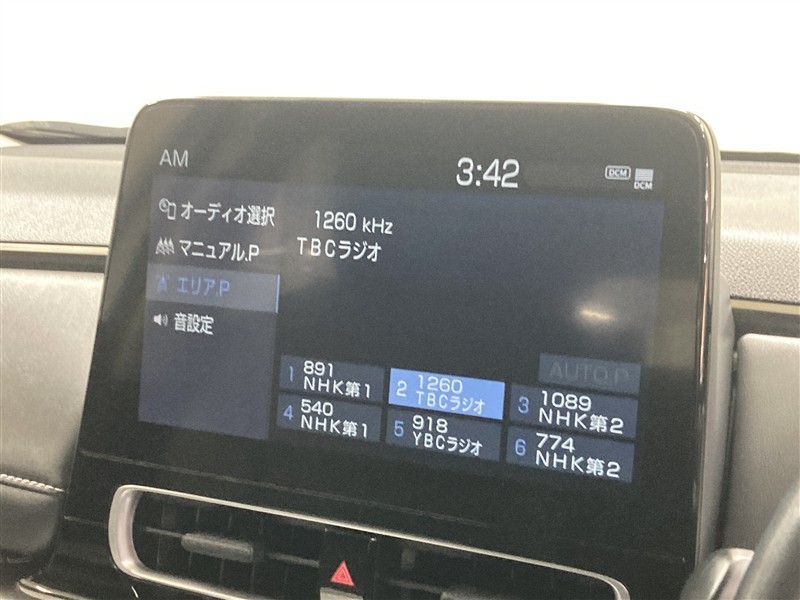 AM
3:42
DCM
DCM
オーディオ選択
マニュアル.P
エリア.P
音設定
1260 kHz
TBCラジオ
AUTO.P
1 891
NHK第1
2 1260
TBCラジオ
3 1089
NHK第2
4 540
NHK第1
5 918
YBCラジオ
6 774
NHK第2